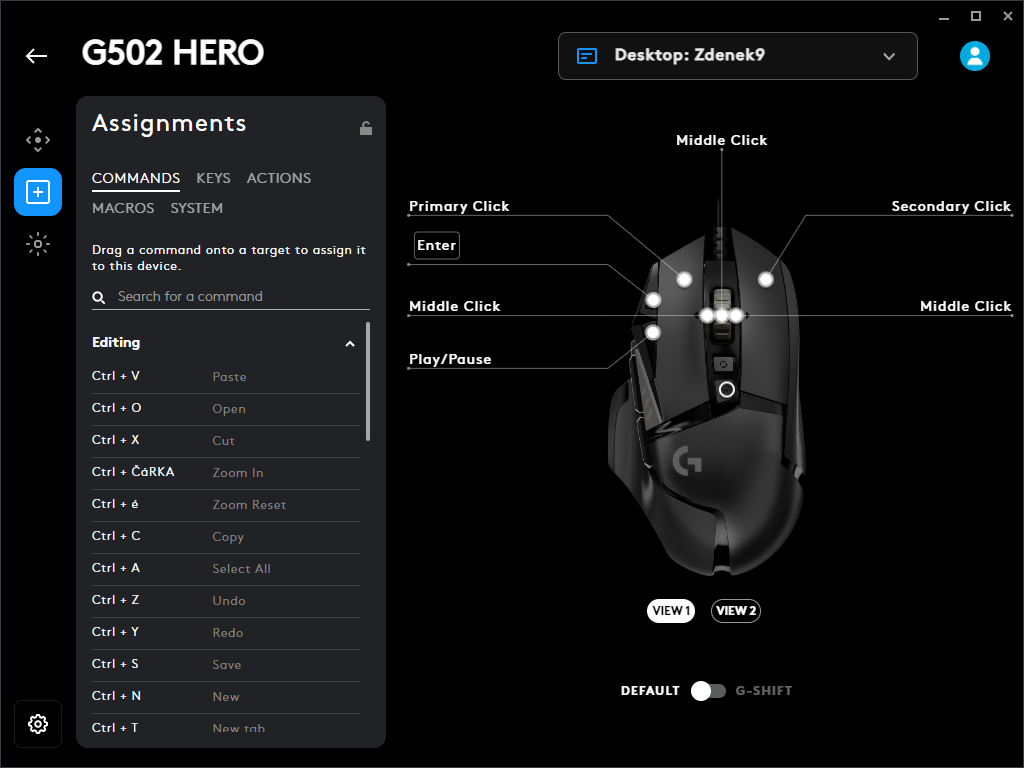 G502 HERO
Desktop: Zdenek9
Assignments
COMMANDS KEYS ACTIONS
MACROS SYSTEM
Drag a command onto a target to assign it
to this device.
Search for a command
Editing
Ctrl + V Paste
Ctrl + O Open
Ctrl + X Cut
Ctrl + ČáRKA Zoom In
Ctrl + é Zoom Reset
Ctrl + C Copy
Ctrl + A Select All
Ctrl + Z Undo
Ctrl + Y Redo
Ctrl + S Save
Ctrl + N New
Ctrl + T New tab
Middle Click
Primary Click
Secondary Click
Enter
Middle Click
Middle Click
Play/Pause
VIEW 1
VIEW 2
DEFAULT
G-SHIFT